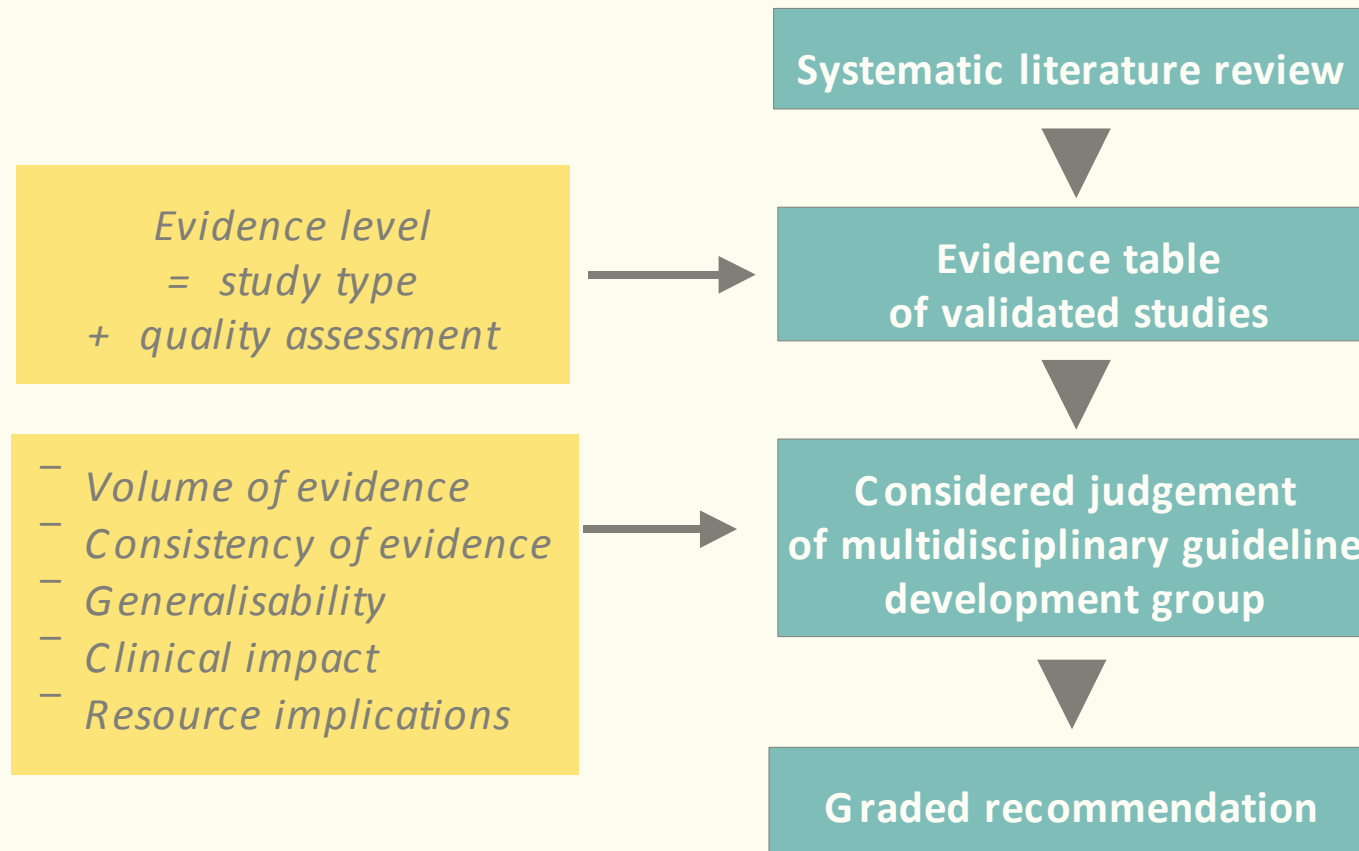 Systematic literature review
Evidence level
= study type
+ quality assessment
Evidence table
of validated studies
– Volume of evidence
– Consistency of evidence
– Generalisability
– Clinical impact
– Resource implications
Considered judgement
of multidisciplinary guideline
development group
Graded recommendation